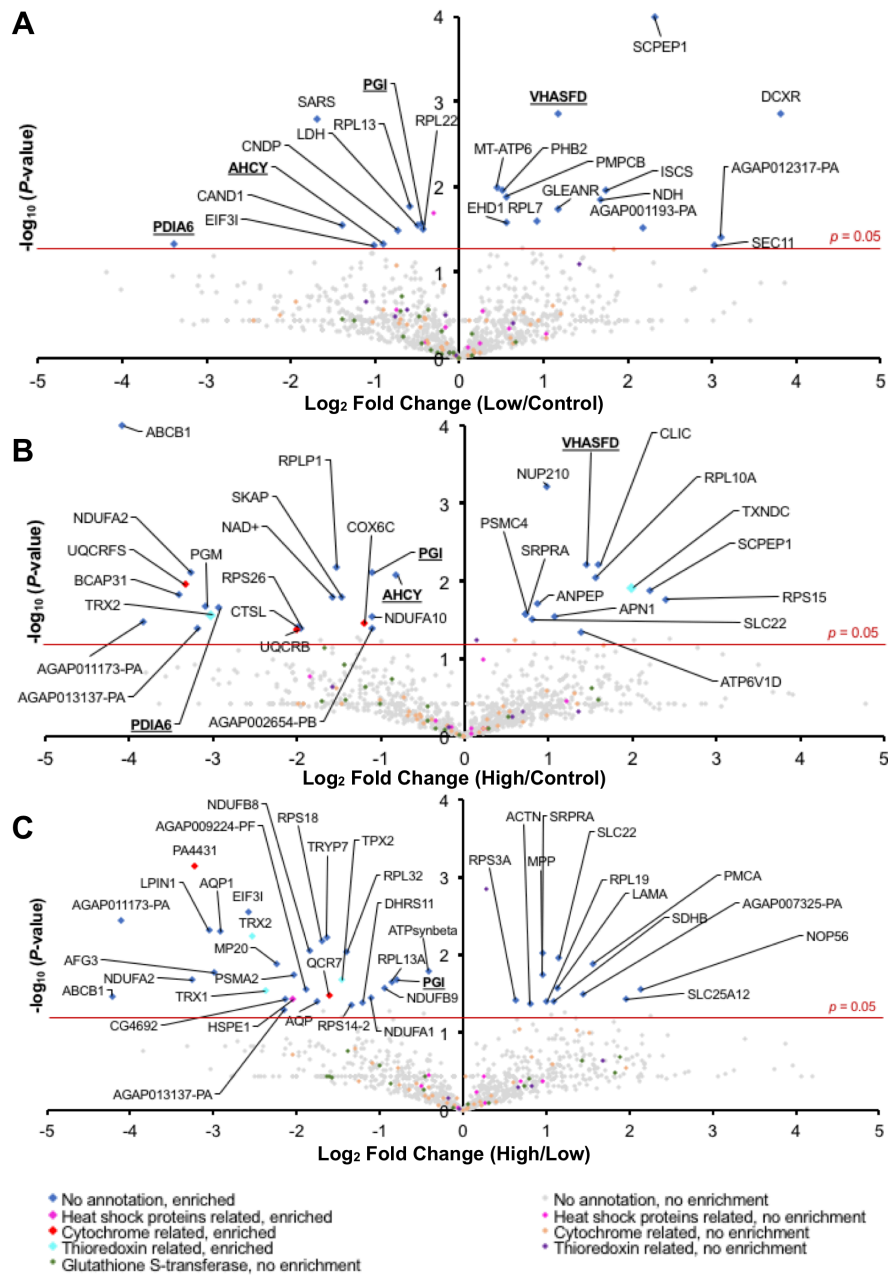 A
4
SCPEP1
PGI
VHASFD
DCXR
SARS
3
LDH
RPL13
RPL22
CNDP
MT-ATP6
PHB2
AHCY
PMPCB
ISCS
AGAP012317-PA
2
CAND1
GLEANR
NDH
EIF3I
EHD1 RPL7
AGAP001193-PA
PDIA6
SEC11
p = 0.05
1
-log10 (P-value)
0
-5 -4 -3 -2 -1 0 1 2 3 4 5
Log2 Fold Change (Low/Control)
B
4
ABCB1
RPLP1
VHASFD
CLIC
NUP210
RPL10A
SKAP
3
NDUFA2
NAD+
COX6C
PSMC4
TXNDC
UQCRFS
PGM
PGI
SRPRA
SCPEP1
BCAP31
RPS26
2
AHCY
ANPEP
RPS15
TRX2
CTSL
NDUFA10
APN1
SLC22
UQCRB
p = 0.05
AGAP011173-PA
1
ATP6V1D
AGAP013137-PA
PDIA6
AGAP002654-PB
-log10 (P-value)
0
-5 -4 -3 -2 -1 0 1 2 3 4 5
Log2 Fold Change (High/Control)
C
4
NDUFB8
RPS18
ACTN
SRPRA
AGAP009224-PF
TRYP7
TPX2
SLC22
PA4431
RPS3A
MPP
3
LPIN1
AQP1
RPL32
RPL19
PMCA
AGAP011173-PA
EIF3I
DHRS11
LAMA
AGAP007325-PA
TRX2
ATPsynbeta
SDHB
MP20
NOP56
AFG3
QCR7
RPL13A
2
NDUFA2
PSMA2
PGI
ABCB1
TRX1
NDUFB9
SLC25A12
CG4692
HSPE1
AQP
RPS14-2
NDUFA1
p = 0.05
1
AGAP013137-PA
-log10 (P-value)
0
-5 -4 -3 -2 -1 0 1 2 3 4 5
Log2 Fold Change (High/Low)
No annotation, enriched
Heat shock proteins related, enriched
Cytochrome related, enriched
Thioredoxin related, enriched
Glutathione S-transferase, no enrichment
No annotation, no enrichment
Heat shock proteins related, no enrichment
Cytochrome related, no enrichment
Thioredoxin related, no enrichment